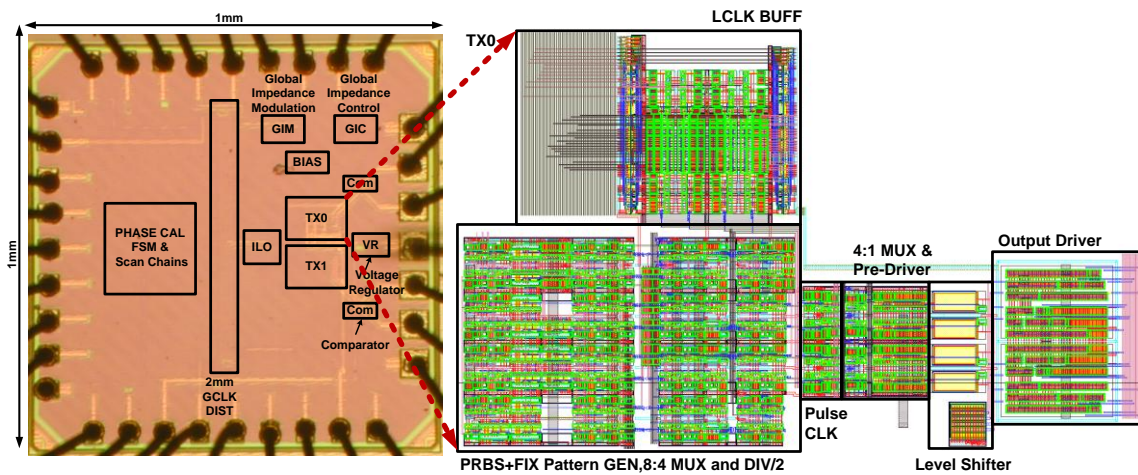 1mm
LCLK BUFF
TX0
1mm
Global
Impedance
Modulation
Global
Impedance
Control
GIM
GIC
BIAS
Com
TX0
PHASE CAL
FSM &
Scan Chains
ILO
VR
TX1
Voltage
Regulator
Com
Comparator
2mm
GCLK
DIST
4:1 MUX &
Pre-Driver
Output Driver
Pulse
CLK
Level Shifter
PRBS+FIX Pattern GEN,8:4 MUX and DIV/2